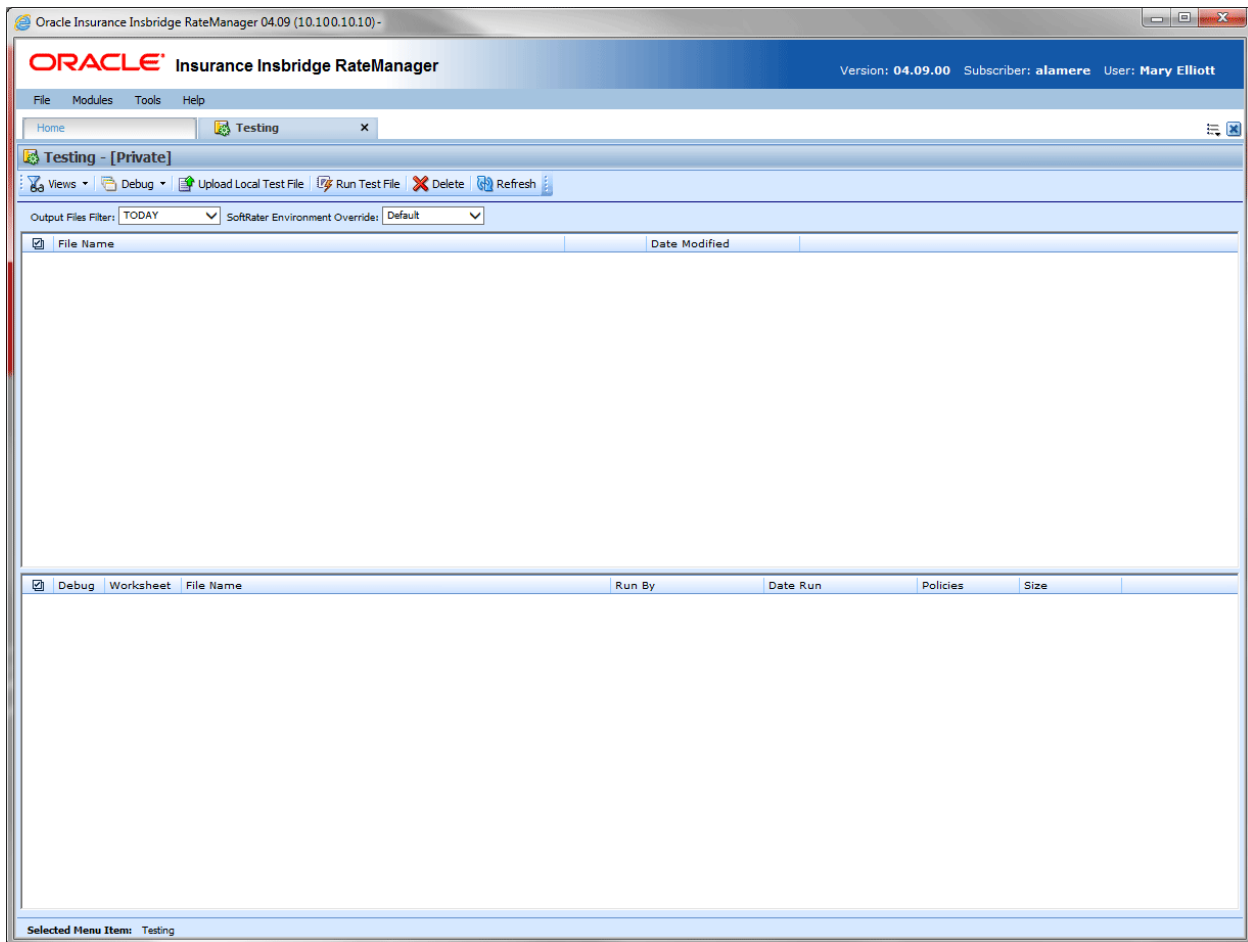 Oracle Insurance Insbridge RateManager 04.09 (10.100.10.10) -
ORACLE Insurance Insbridge RateManager
Version: 04.09.00 Subscriber: alamere User: Mary Elliott
File Modules Tools Help
Home Testing
Testing - [Private]
Views Debug Upload Local Test File Run Test File Delete Refresh
Output Files Filter: TODAY SoftRater Environment Override: Default
File Name Date Modified
Debug Worksheet File Name Run By Date Run Policies Size
Selected Menu Item: Testing